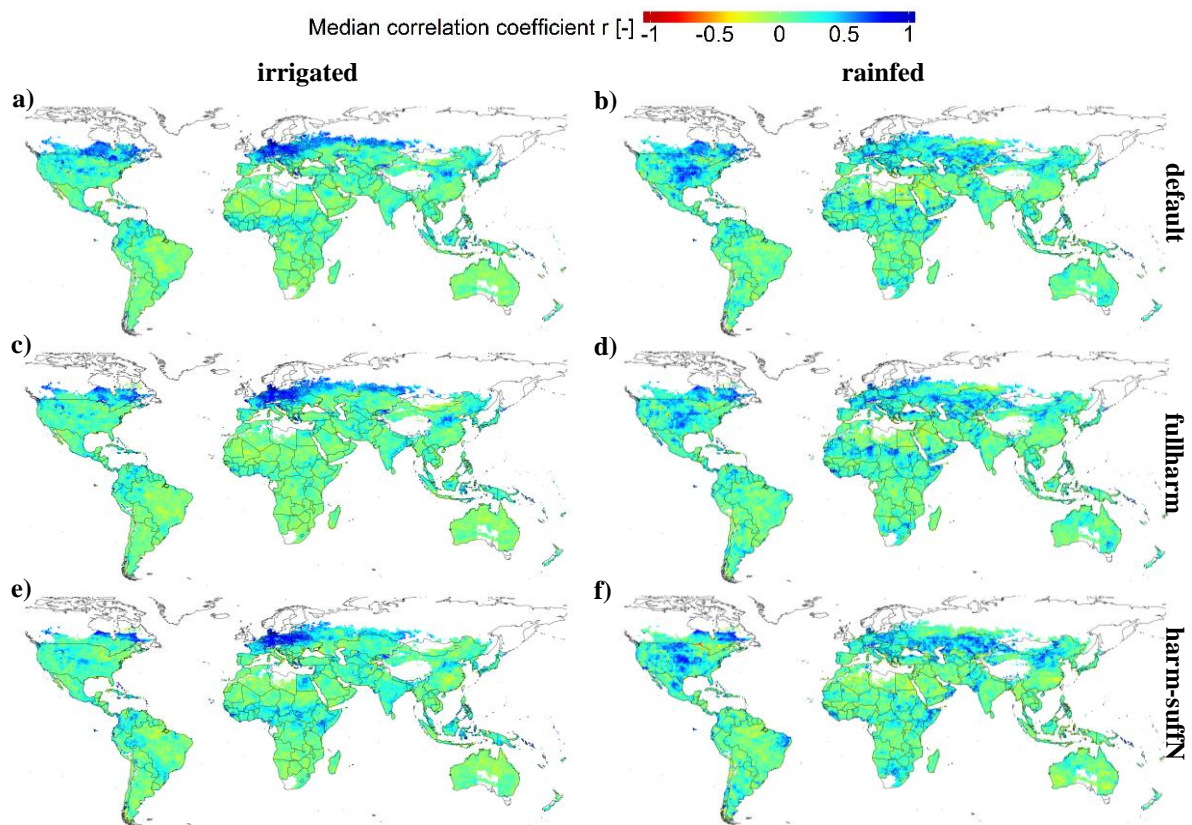 Median correlation coefficient r [-] -1 -0.5 0 0.5 1
irrigated rainfed
a) b)
default
c) d)
fullharm
e) f)
harm-suffN